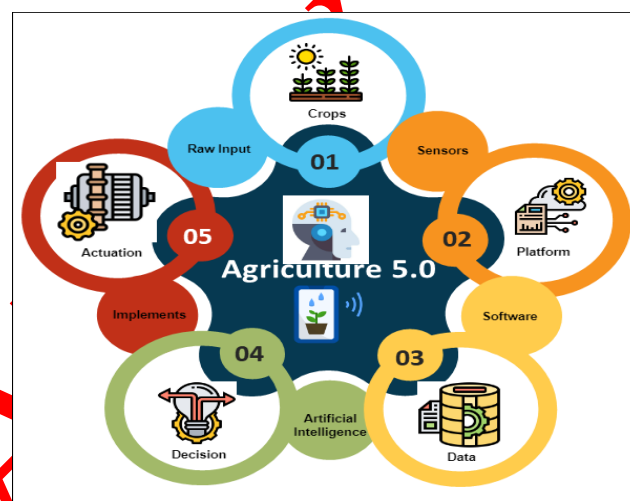 Crops
Raw Input
01
Sensors
Actuation
05
02
Platform
Agriculture 5.0
Implements
Software
04
03
Decision
Artificial
Intelligence
Data